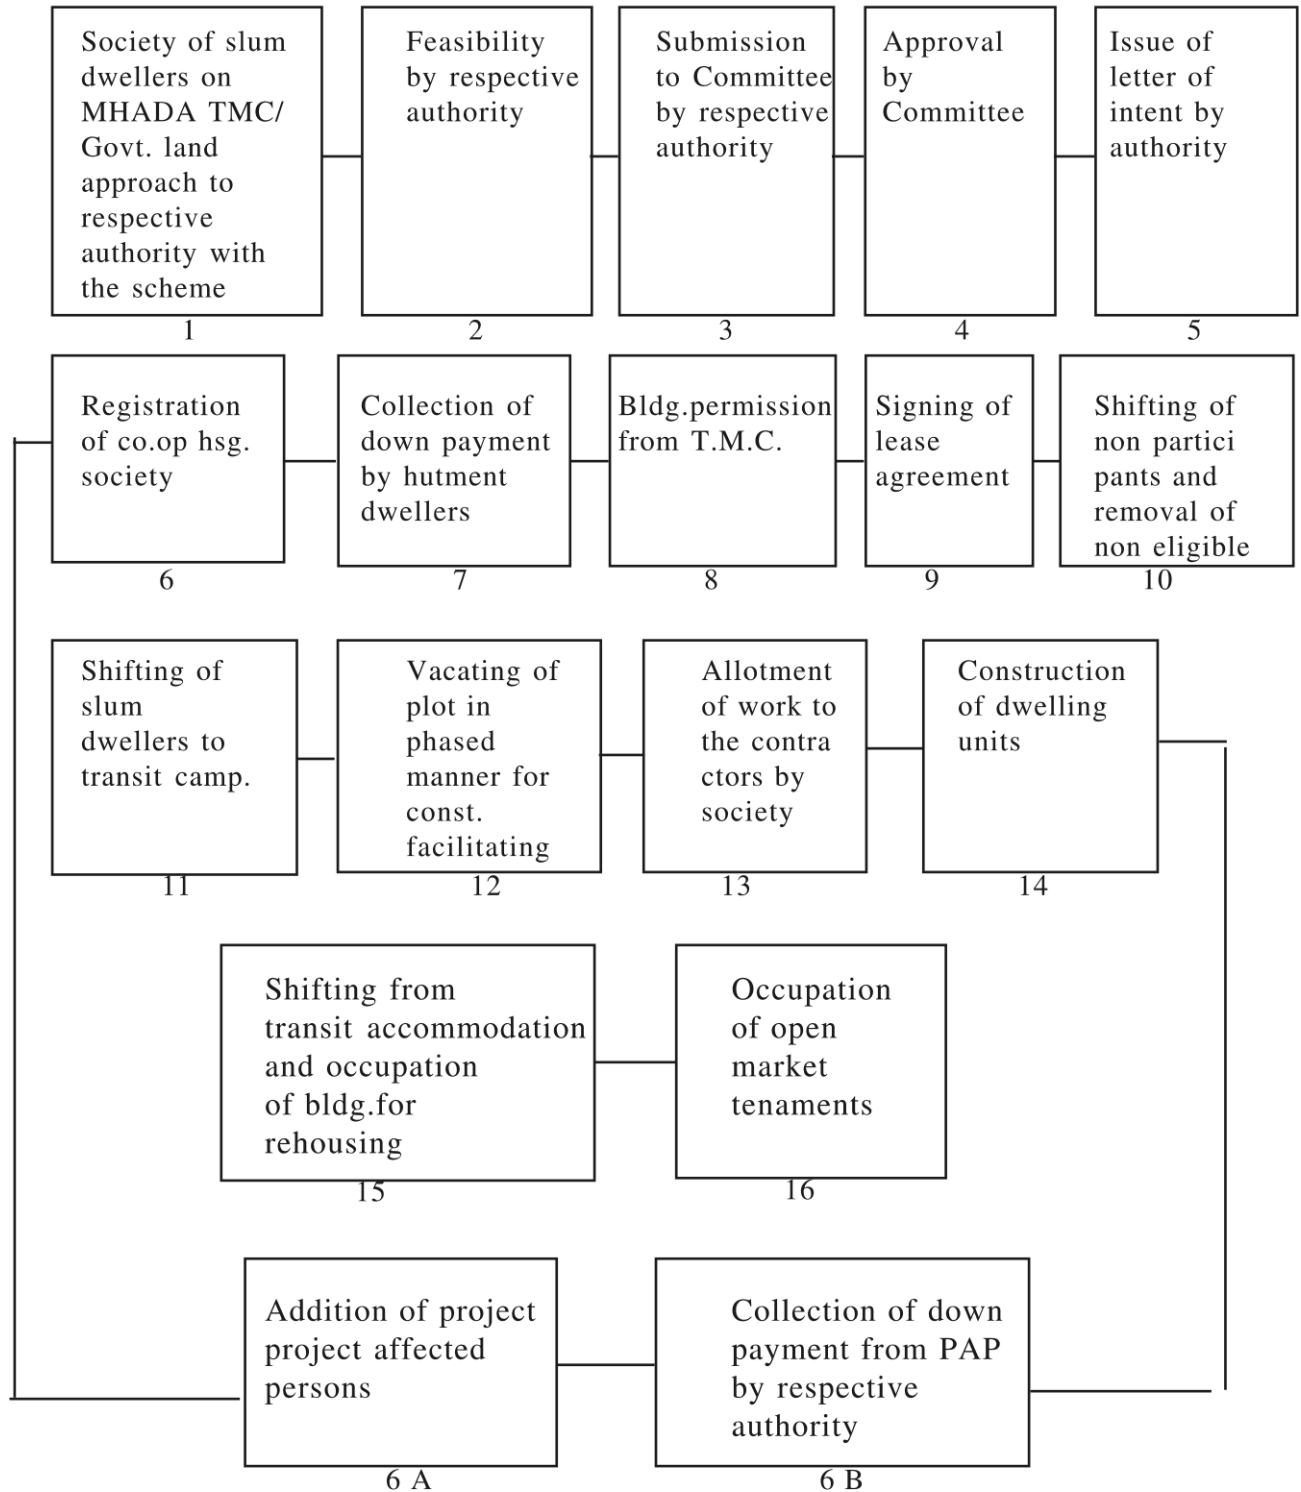 Society of slum
dwellers on
MHADA TMC/
Govt. land
approach to
respective
authority with
the scheme
1
Feasibility
by respective
authority
2
Submission
to Committee
by respective
authority
3
Approval
by
Committee
4
Issue of
letter of
intent by
authority
5
Registration
of co.op hsg.
society
6
Collection of
down payment
by hutment
dwellers
7
Bldg.permission
from T.M.C.
8
Signing of
lease
agreement
9
Shifting of
non partici
pants and
removal of
non eligible
10
Shifting of
slum
dwellers to
transit camp.
11
Vacating of
plot in
phased
manner for
const.
facilitating
12
Allotment
of work to
the contra
ctors by
society
13
Construction
of dwelling
units
14
Shifting from
transit accommodation
and occupation
of bldg.for
rehousing
15
Occupation
of open
market
tenaments
16
Addition of project
project affected
persons
6 A
Collection of down
payment from PAP
by respective
authority
6 B